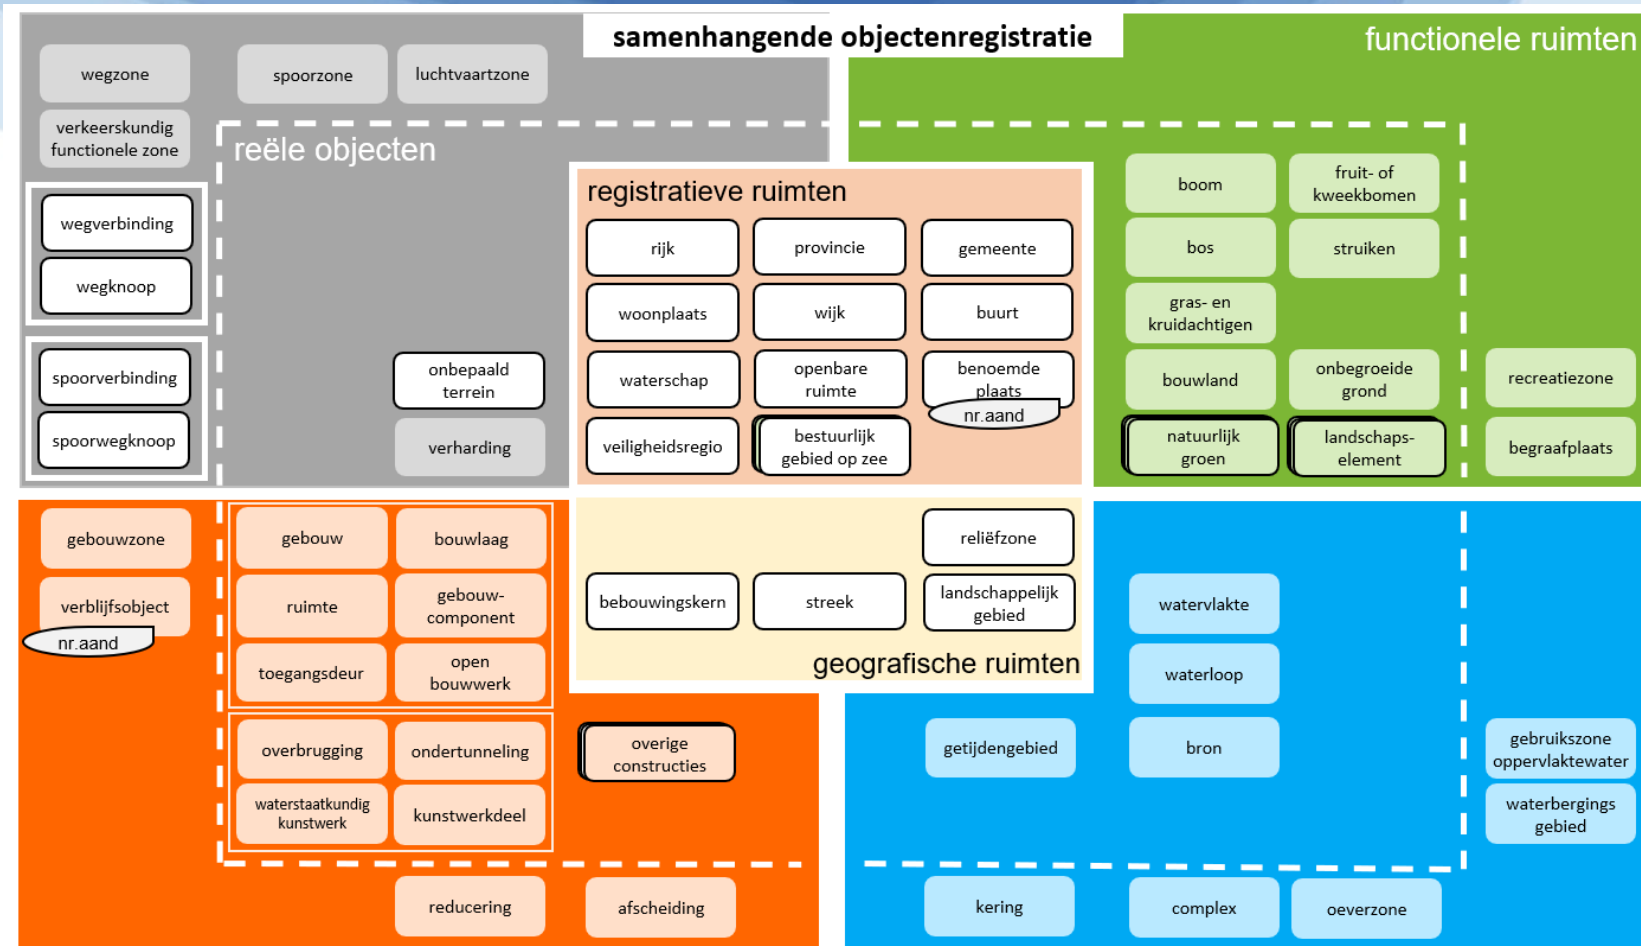 samenhangende objectenregistratie
functionele ruimten
wegzone
spoorzone
luchtvaartzone
verkeerskundig
functionele zone
reële objecten
wegverbinding
wegknoop
spoorverbinding
spoorwegknoop
onbepaald
terrein
verharding
registratieve ruimten
rijk
provincie
gemeente
woonplaats
wijk
buurt
waterschap
openbare
ruimte
benoemde
plaats
nr.aand
veiligheidsregio
bestuurlijk
gebied op zee
boom
fruit- of
kweekbomen
bos
struiken
gras- en
kruidachtigen
bouwland
onbegroeide
grond
natuurlijk
groen
landschaps-
element
recreatiezone
begraafplaats
gebouwzone
verblijfsobject
nr.aand
gebouw
bouwlaag
ruimte
gebouw-
component
toegangsdeur
open
bouwwerk
overbrugging
ondertunneling
waterstaatkundig
kunstwerk
kunstwerkdeel
overige
constructies
reducering
afscheiding
reliëfzone
bebouwingskern
streek
landschappelijk
gebied
geografische ruimten
watervlakte
waterloop
getijdengebied
bron
gebruikszone
oppervlaktewater
waterbergings
gebied
kering
complex
oeverzone